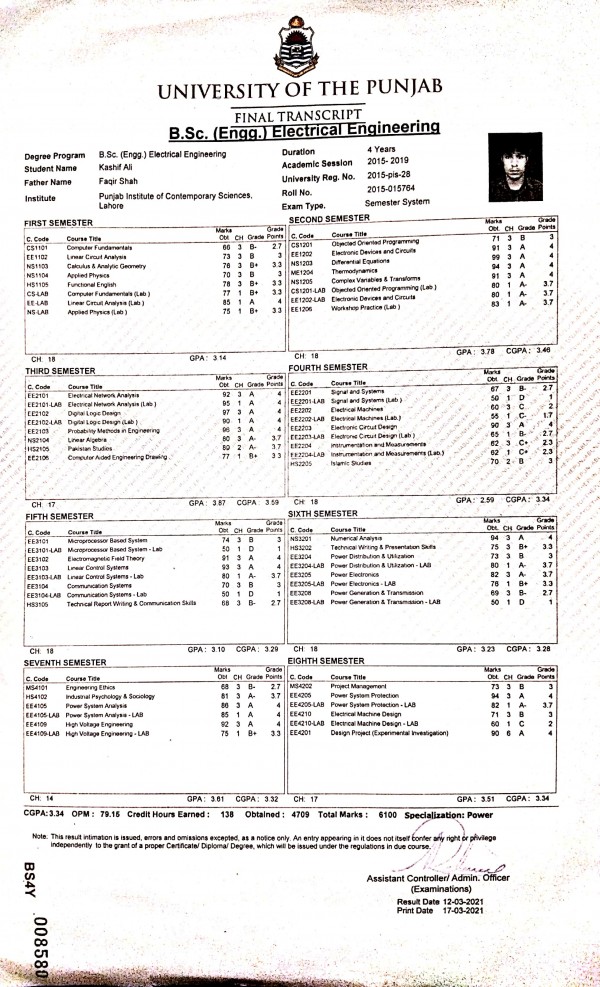 UNIVERSITY OF THE PUNJAB
FINAL TRANSCRIPT
B.Sc. (Engg.) Electrical Engineering
Degree Program B.Sc. (Engg.) Electrical Engineering
Student Name Kashif Ali
Father Name Faqir Shah
Institute Punjab Institute of Contemporary Sciences, Lahore
Duration 4 Years
Academic Session 2015- 2019
University Reg. No. 2015-pis-28
Roll No. 2015-015764
Exam Type. Semester System
FIRST SEMESTER
C. Code Course Title Marks Obt. CH Grade Grade Points
CS1101 Computer Fundamentals 66 3 B- 2.7
EE1102 Linear Circuit Analysis 73 3 B 3
NS1103 Calculus & Analytic Geometry 76 3 B+ 3.3
NS1104 Applied Physics 70 3 B 3
HS1105 Functional English 78 3 B+ 3.3
CS-LAB Computer Fundamentals (Lab ) 77 1 B+ 3.3
EE-LAB Linear Circuit Analysis (Lab.) 85 1 A 4
NS-LAB Applied Physics (Lab ) 75 1 B+ 3.3
CH: 18 GPA: 3.14
SECOND SEMESTER
C. Code Course Title Marks Obt. CH Grade Grade Points
CS1201 Objected Oriented Programming 71 3 B 3
EE1202 Electronic Devices and Circuits 91 3 A 4
NS1203 Differential Equations 99 3 A 4
ME1204 Thermodynamics 94 3 A 4
NS1205 Complex Variables & Transforms 91 3 A 4
CS1201-LAB Objected Oriented Programming (Lab.) 80 1 A- 3.7
EE1202-LAB Electronic Devices and Circuits 80 1 A- 3.7
EE1206 Workshop Practice (Lab.) 83 1 A- 3.7
CH: 18 GPA: 3.78 CGPA: 3.46
THIRD SEMESTER
C. Code Course Title Marks Obt. CH Grade Grade Points
EE2101 Electrical Network Analysis 92 3 A 4
EE2101-LAB Electrical Network Analysis (Lab.) 95 1 A 4
EE2102 Digital Logic Design 97 3 A 4
EE2102-LAB Digital Logic Design (Lab.) 90 1 A 4
EE2103 Probability Methods in Engineering 96 3 A 4
NS2104 Linear Algebra 80 3 A- 3.7
HS2105 Pakistan Studies 80 2 A- 3.7
EE2106 Computer Aided Engineering Drawing 77 1 B+ 3.3
CH: 17 GPA: 3.87 CGPA: 3.59
FOURTH SEMESTER
C. Code Course Title Marks Obt. CH Grade Grade Points
EE2201 Signal and Systems 67 3 B- 2.7
EE2201-LAB Signal and Systems (Lab.) 50 1 D 1
EE2202 Electrical Machines 60 3 C 2
EE2202-LAB Electrical Machines (Lab.) 55 1 C- 1.7
EE2203 Electronic Circuit Design 90 3 A 4
EE2203-LAB Electronic Circuit Design (Lab.) 65 1 B- 2.7
EE2204 Instrumentation and Measurements 62 3 C+ 2.3
EE2204-LAB Instrumentation and Measurements (Lab.) 62 1 C+ 2.3
HS2205 Islamic Studies 70 2 B 3
CH: 18 GPA: 2.59 CGPA: 3.34
FIFTH SEMESTER
C. Code Course Title Marks Obt. CH Grade Grade Points
EE3101 Microprocessor Based System 74 3 B 3
EE3101-LAB Microprocessor Based System - Lab 50 1 D 1
EE3102 Electromagnetic Field Theory 91 3 A 4
EE3103 Linear Control Systems 93 3 A 4
EE3103-LAB Linear Control Systems - Lab 80 1 A- 3.7
EE3104 Communication Systems 70 3 B 3
EE3104-LAB Communication Systems - Lab 50 1 D 1
HS3105 Technical Report Writing & Communication Skills 68 3 B- 2.7
CH: 18 GPA: 3.10 CGPA: 3.29
SIXTH SEMESTER
C. Code Course Title Marks Obt. CH Grade Grade Points
NS3201 Numerical Analysis 94 3 A 4
HS3202 Technical Writing & Presentation Skills 75 3 B+ 3.3
EE3204 Power Distribution & Utilization 73 3 B 3
EE3204-LAB Power Distribution & Utilization - LAB 80 1 A- 3.7
EE3205 Power Electronics 82 3 A- 3.7
EE3205-LAB Power Electronics - LAB 76 1 B+ 3.3
EE3208 Power Generation & Transmission 69 3 B- 2.7
EE3208-LAB Power Generation & Transmission - LAB 50 1 D 1
CH: 18 GPA: 3.23 CGPA: 3.28
SEVENTH SEMESTER
C. Code Course Title Marks Obt. CH Grade Grade Points
MS4101 Engineering Ethics 68 3 B- 2.7
HS4102 Industrial Psychology & Sociology 81 3 A- 3.7
EE4105 Power System Analysis 86 3 A 4
EE4105-LAB Power System Analysis - LAB 85 1 A 4
EE4109 High Voltage Engineering 92 3 A 4
EE4109-LAB High Voltage Engineering - LAB 75 1 B+ 3.3
CH: 14 GPA: 3.61 CGPA: 3.32
EIGHTH SEMESTER
C. Code Course Title Marks Obt. CH Grade Grade Points
MS4202 Project Management 73 3 B 3
EE4205 Power System Protection 94 3 A 4
EE4205-LAB Power System Protection - LAB 82 1 A- 3.7
EE4210 Electrical Machine Design 71 3 B 3
EE4210-LAB Electrical Machine Design - LAB 60 1 C 2
EE4201 Design Project (Experimental Investigation) 90 6 A 4
CH: 17 GPA: 3.51 CGPA: 3.34
CGPA:3.34 OPM : 79.15 Credit Hours Earned : 138 Obtained : 4709 Total Marks : 6100 Specialization: Power
Note: This result intimation is issued, errors and omissions excepted, as a notice only. An entry appearing in it does not itself confer any right or privilege
independently to the grant of a proper Certificate/ Diploma/ Degree, which will be issued under the regulations in due course.
Assistant Controller/ Admin. Officer
(Examinations)
Result Date 12-03-2021
Print Date 17-03-2021
BS4Y 008580